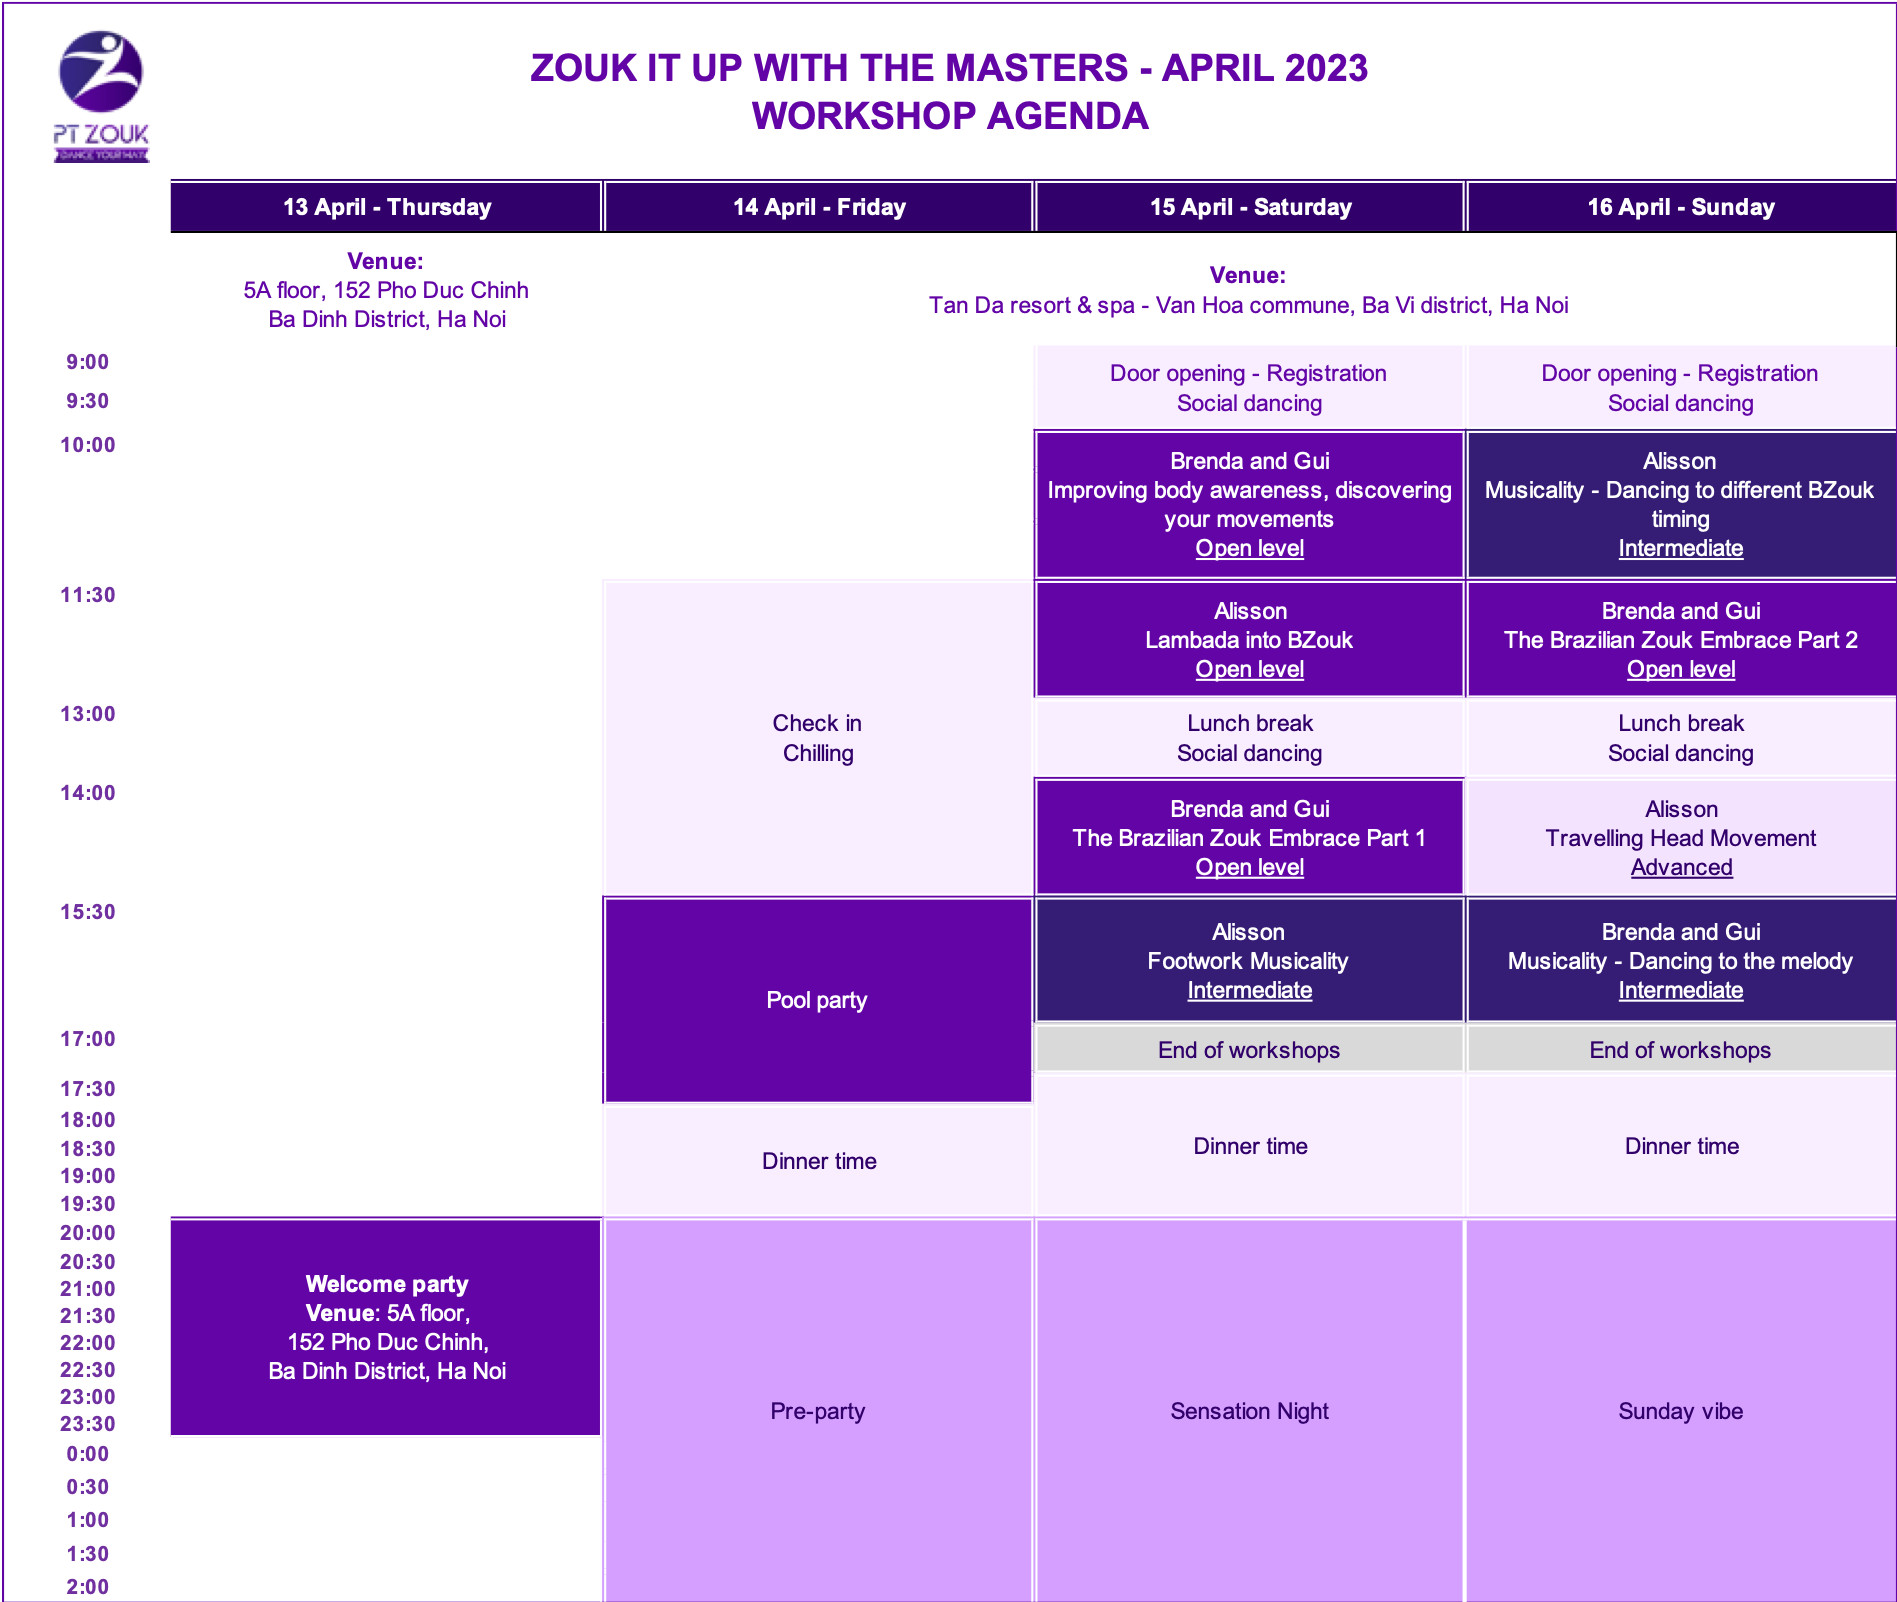 PT ZOUK
DANCE YOUR WAY
ZOUK IT UP WITH THE MASTERS - APRIL 2023
WORKSHOP AGENDA
13 April - Thursday
14 April - Friday
15 April - Saturday
16 April - Sunday
Venue:
5A floor, 152 Pho Duc Chinh
Ba Dinh District, Ha Noi
Venue:
Tan Da resort & spa - Van Hoa commune, Ba Vi district, Ha Noi
9:00
9:30
Door opening - Registration
Social dancing
Door opening - Registration
Social dancing
10:00
Brenda and Gui
Improving body awareness, discovering
your movements
Open level
Alisson
Musicality - Dancing to different BZouk
timing
Intermediate
11:30
Check in
Chilling
Alisson
Lambada into BZouk
Open level
Brenda and Gui
The Brazilian Zouk Embrace Part 2
Open level
13:00
Lunch break
Social dancing
Lunch break
Social dancing
14:00
Brenda and Gui
The Brazilian Zouk Embrace Part 1
Open level
Alisson
Travelling Head Movement
Advanced
15:30
Pool party
Alisson
Footwork Musicality
Intermediate
Brenda and Gui
Musicality - Dancing to the melody
Intermediate
17:00
End of workshops
End of workshops
17:30
18:00
18:30
19:00
19:30
Dinner time
Dinner time
Dinner time
20:00
20:30
21:00
21:30
22:00
22:30
23:00
23:30
0:00
0:30
1:00
1:30
2:00
Welcome party
Venue: 5A floor,
152 Pho Duc Chinh,
Ba Dinh District, Ha Noi
Pre-party
Sensation Night
Sunday vibe